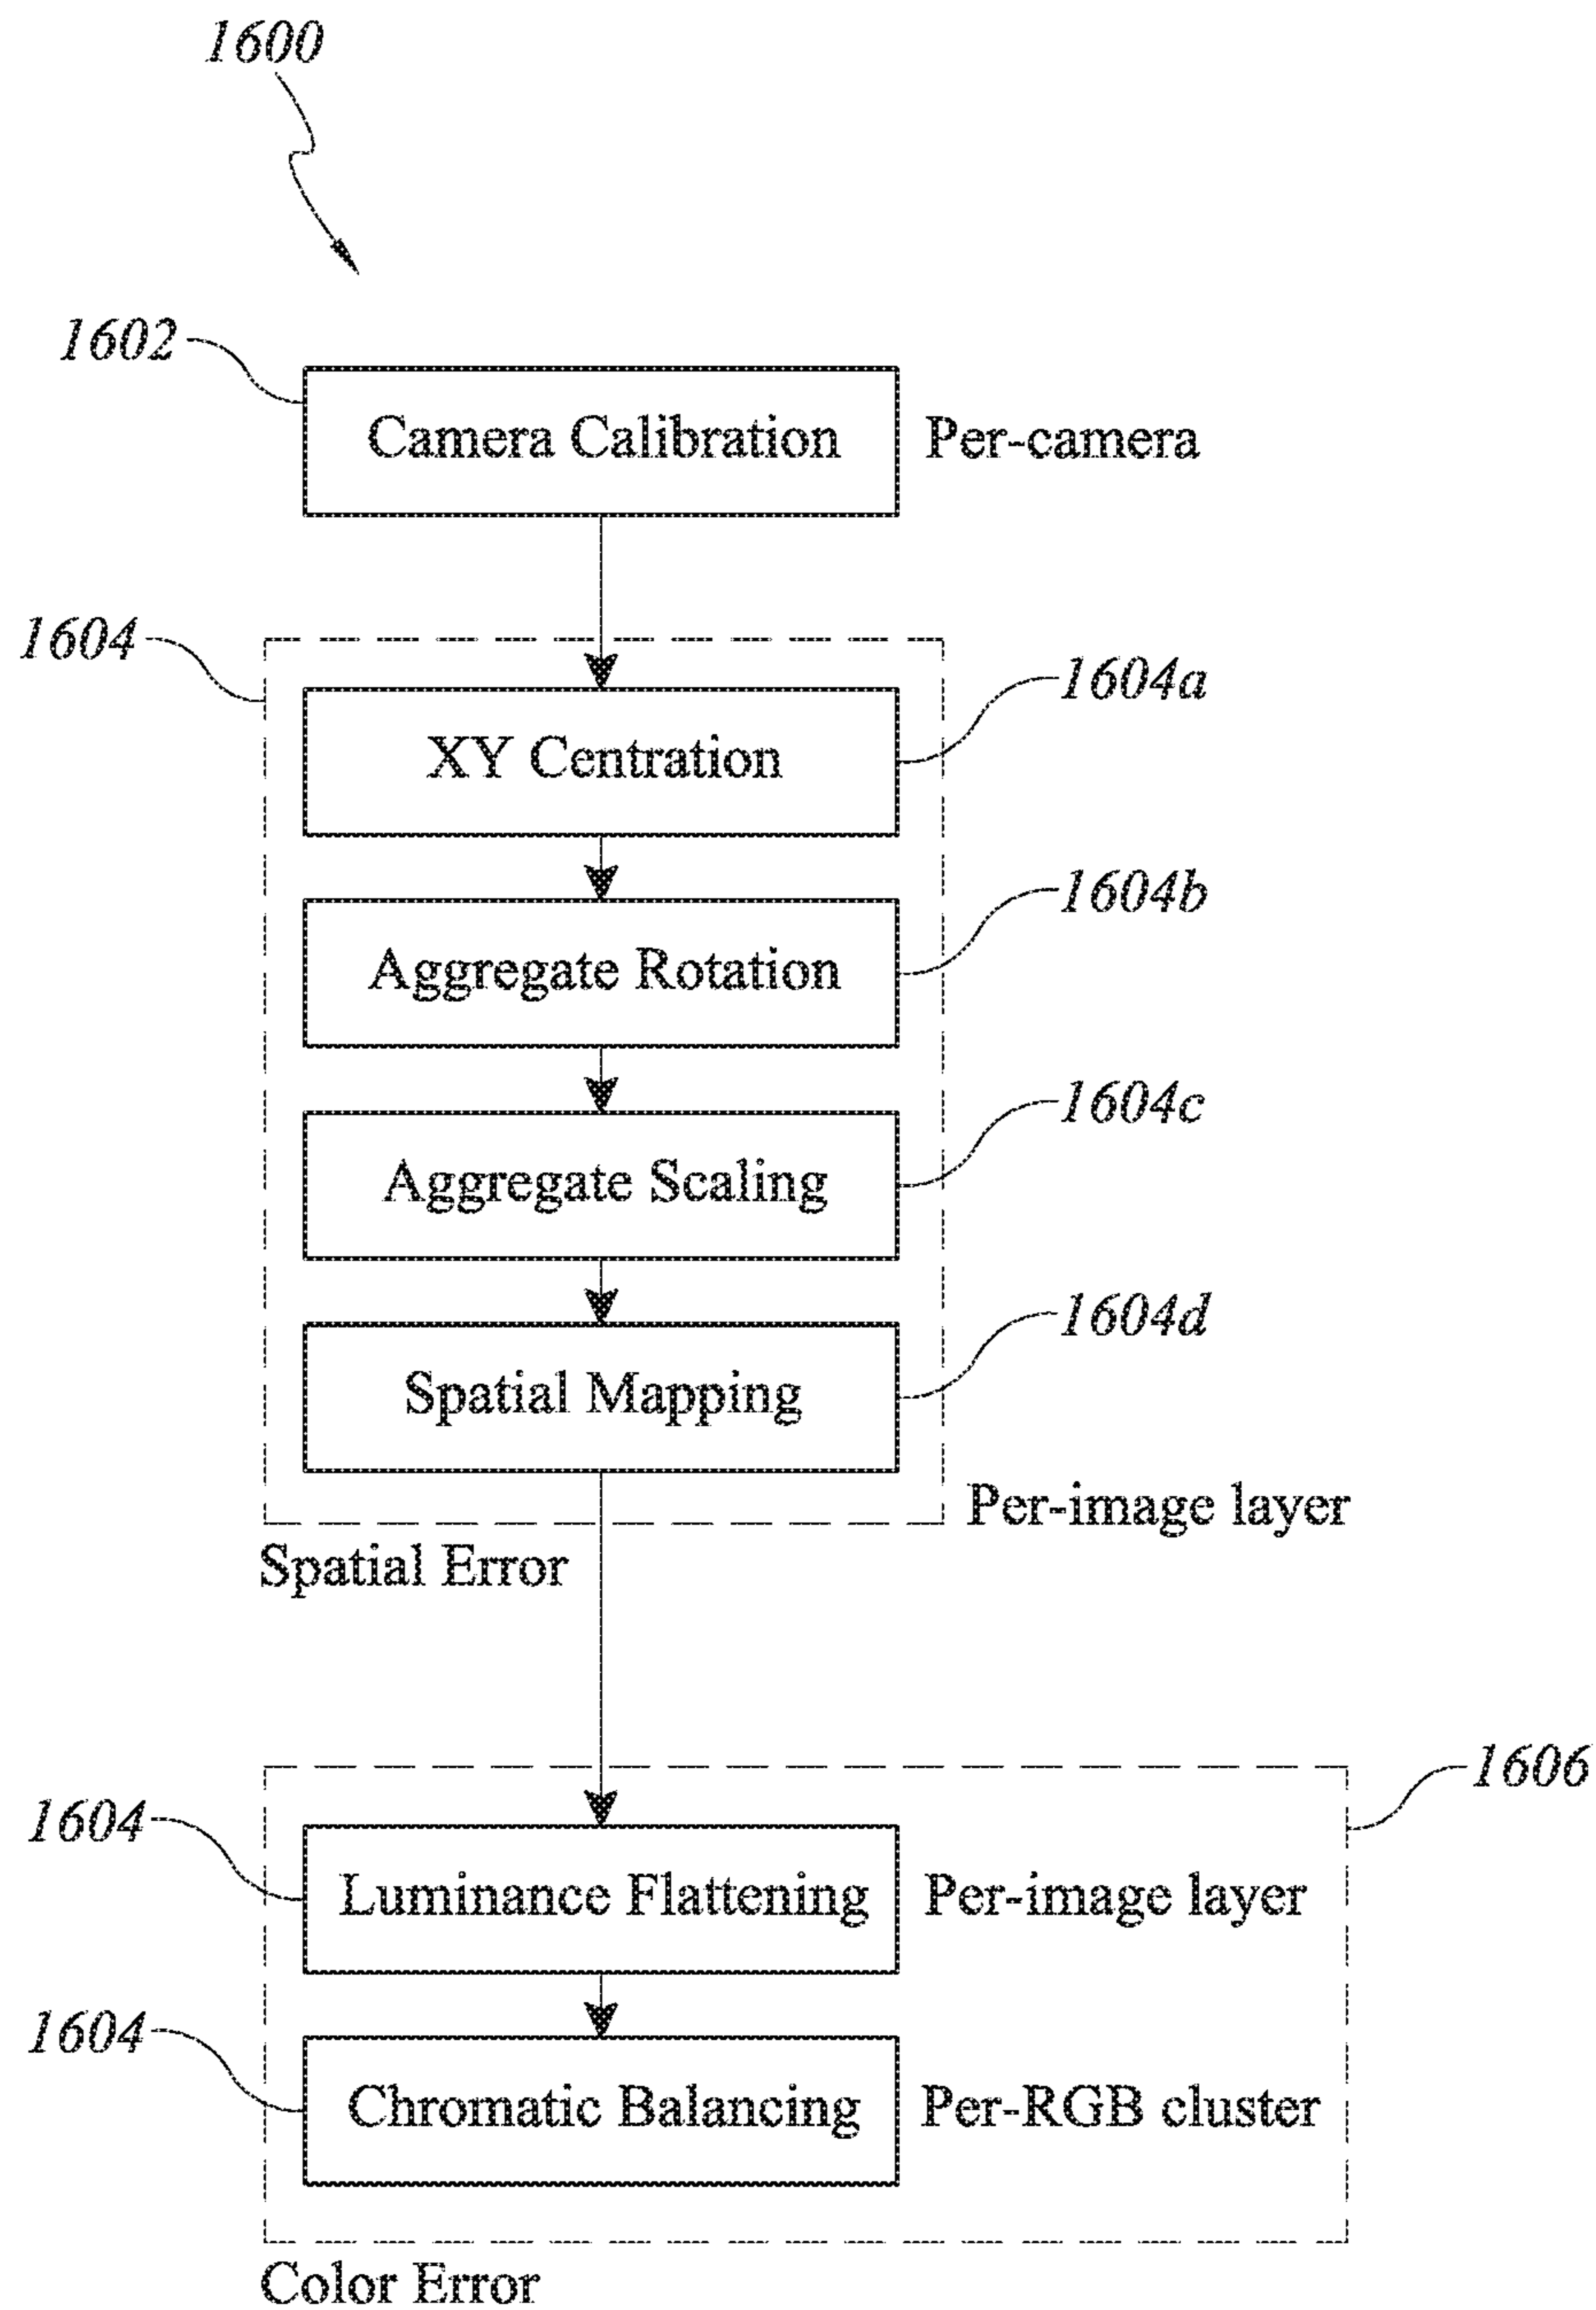 1600
1602
Camera Calibration
Per-camera
1604
1604a
XY Centration
1604b
Aggregate Rotation
1604c
Aggregate Scaling
1604d
Spatial Mapping
Per-image layer
Spatial Error
1606
1604
Luminance Flattening
Per-image layer
1604
Chromatic Balancing
Per-RGB cluster
Color Error